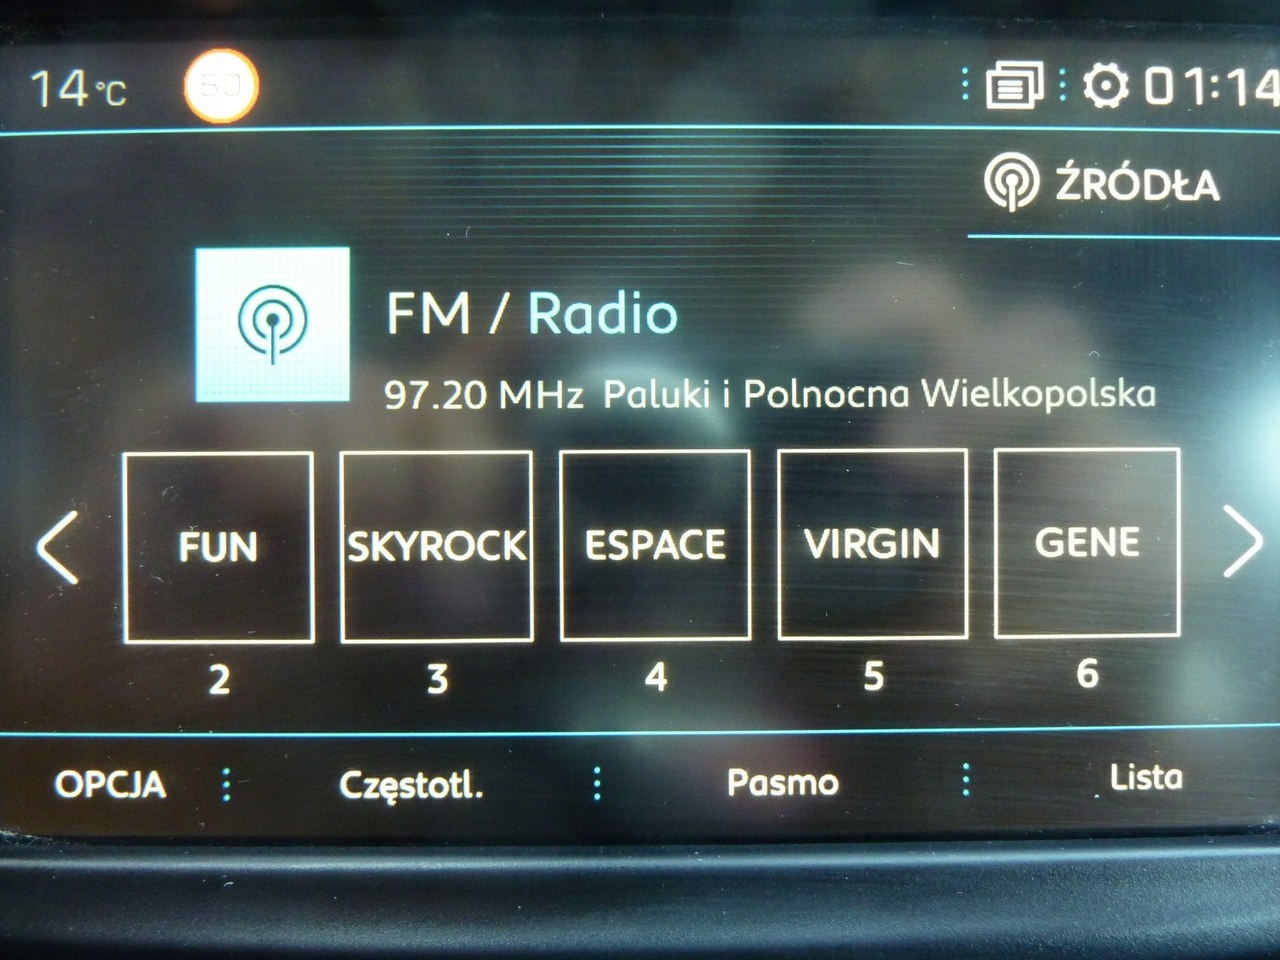 14 °C 50 01:14
ŹRÓDŁA
FM / Radio
97.20 MHz Paluki i Polnocna Wielkopolska
FUN SKYROCK ESPACE VIRGIN GENE
2 3 4 5 6
OPCJA Częstotl. Pasmo Lista